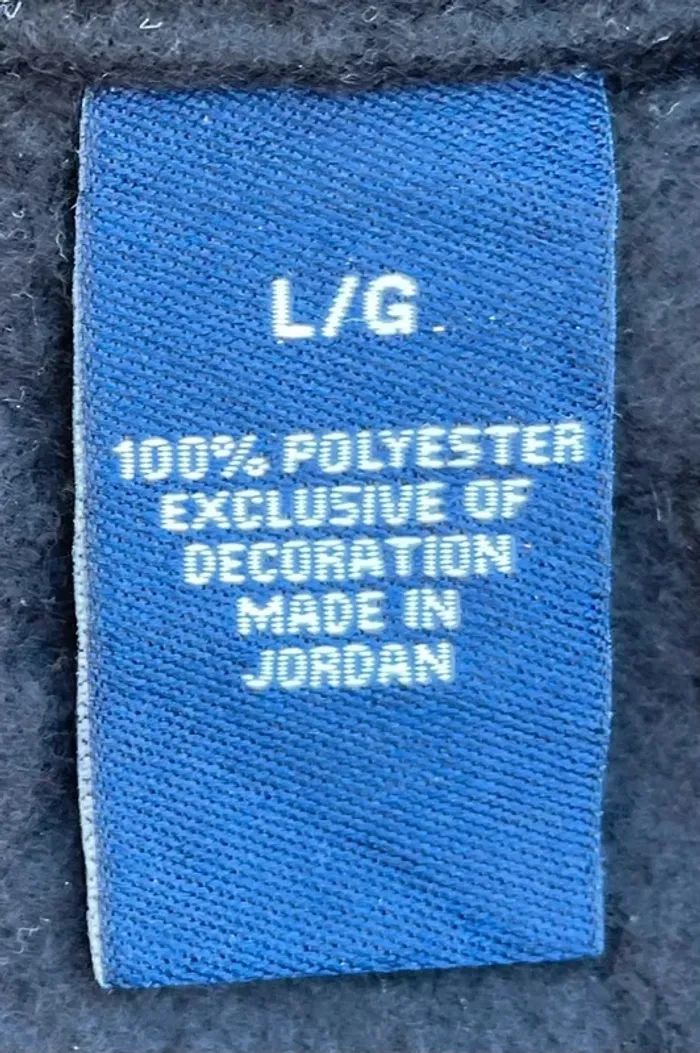 L/G
100% POLYESTER
EXCLUSIVE OF
DECORATION
MADE IN
JORDAN